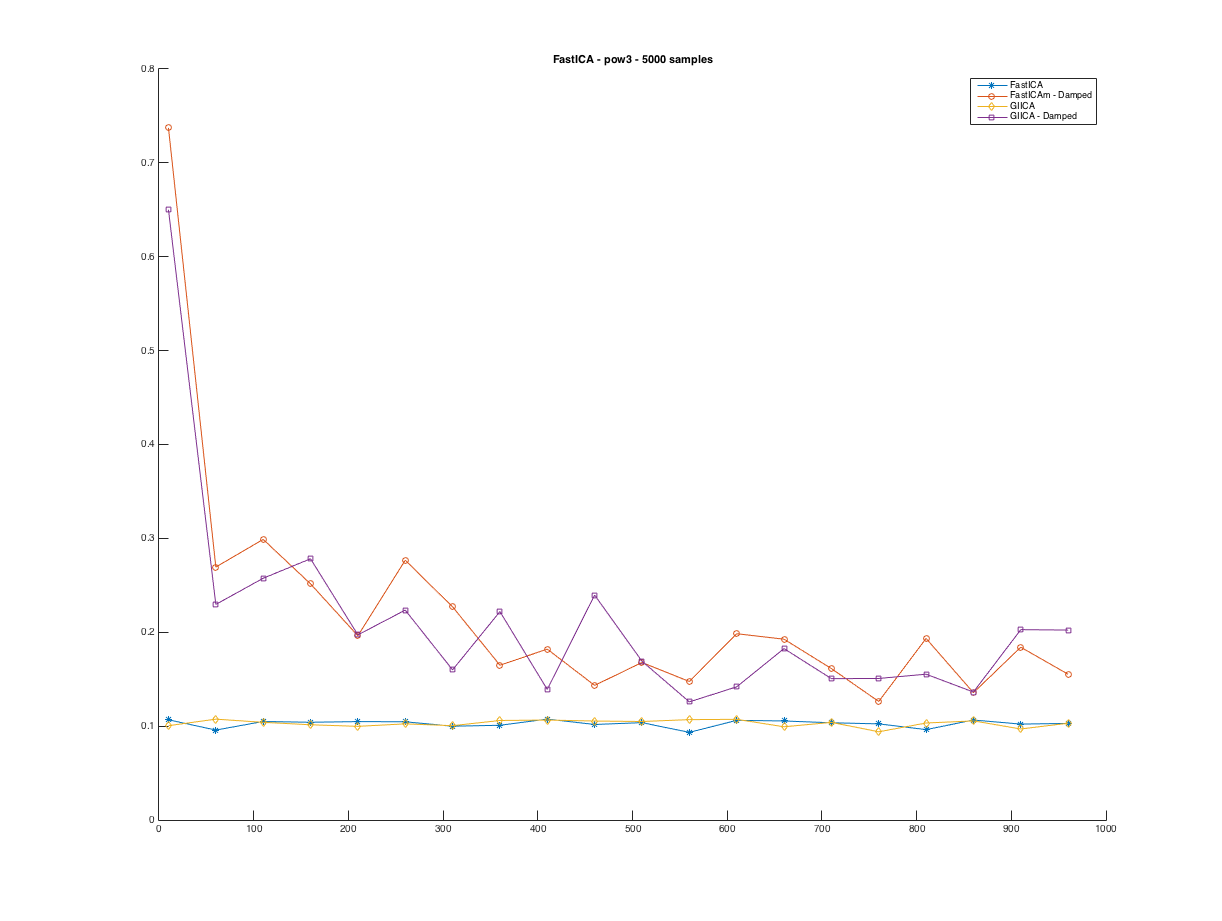 FastICA - pow3 - 5000 samples
FastICA
FastICAm - Damped
GIICA
GIICA - Damped
0.8
0.7
0.6
0.5
0.4
0.3
0.2
0.1
0
0 100 200 300 400 500 600 700 800 900 1000